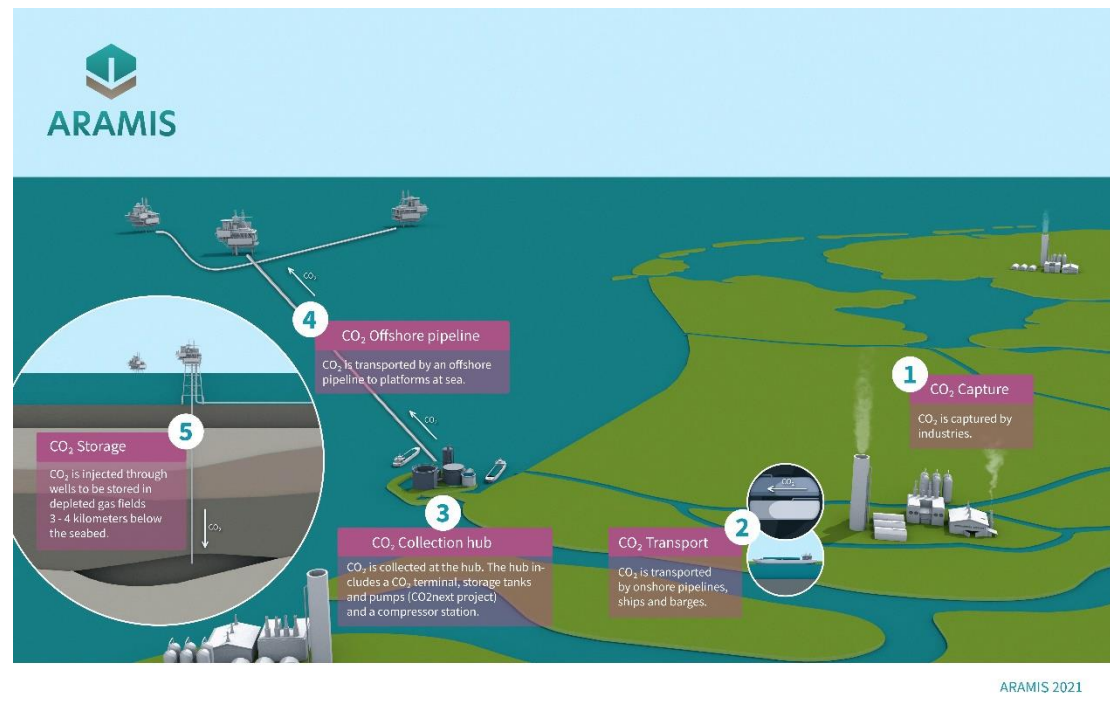 ARAMIS
1
CO₂ Capture
CO₂ is captured by
industries.
2
CO₂
CO₂ Transport
CO₂ is transported
by onshore pipelines,
ships and barges.
3
CO₂ Collection hub
CO₂ is collected at the hub. The hub in-
cludes a CO₂ terminal, storage tanks
and pumps (CO2next project)
and a compressor station.
CO₂
4
CO₂ Offshore pipeline
CO₂ is transported by an offshore
pipeline to platforms at sea.
CO₂
5
CO₂ Storage
CO₂ is injected through
wells to be stored in
depleted gas fields
3 - 4 kilometers below
the seabed.
CO₂
ARAMIS 2021